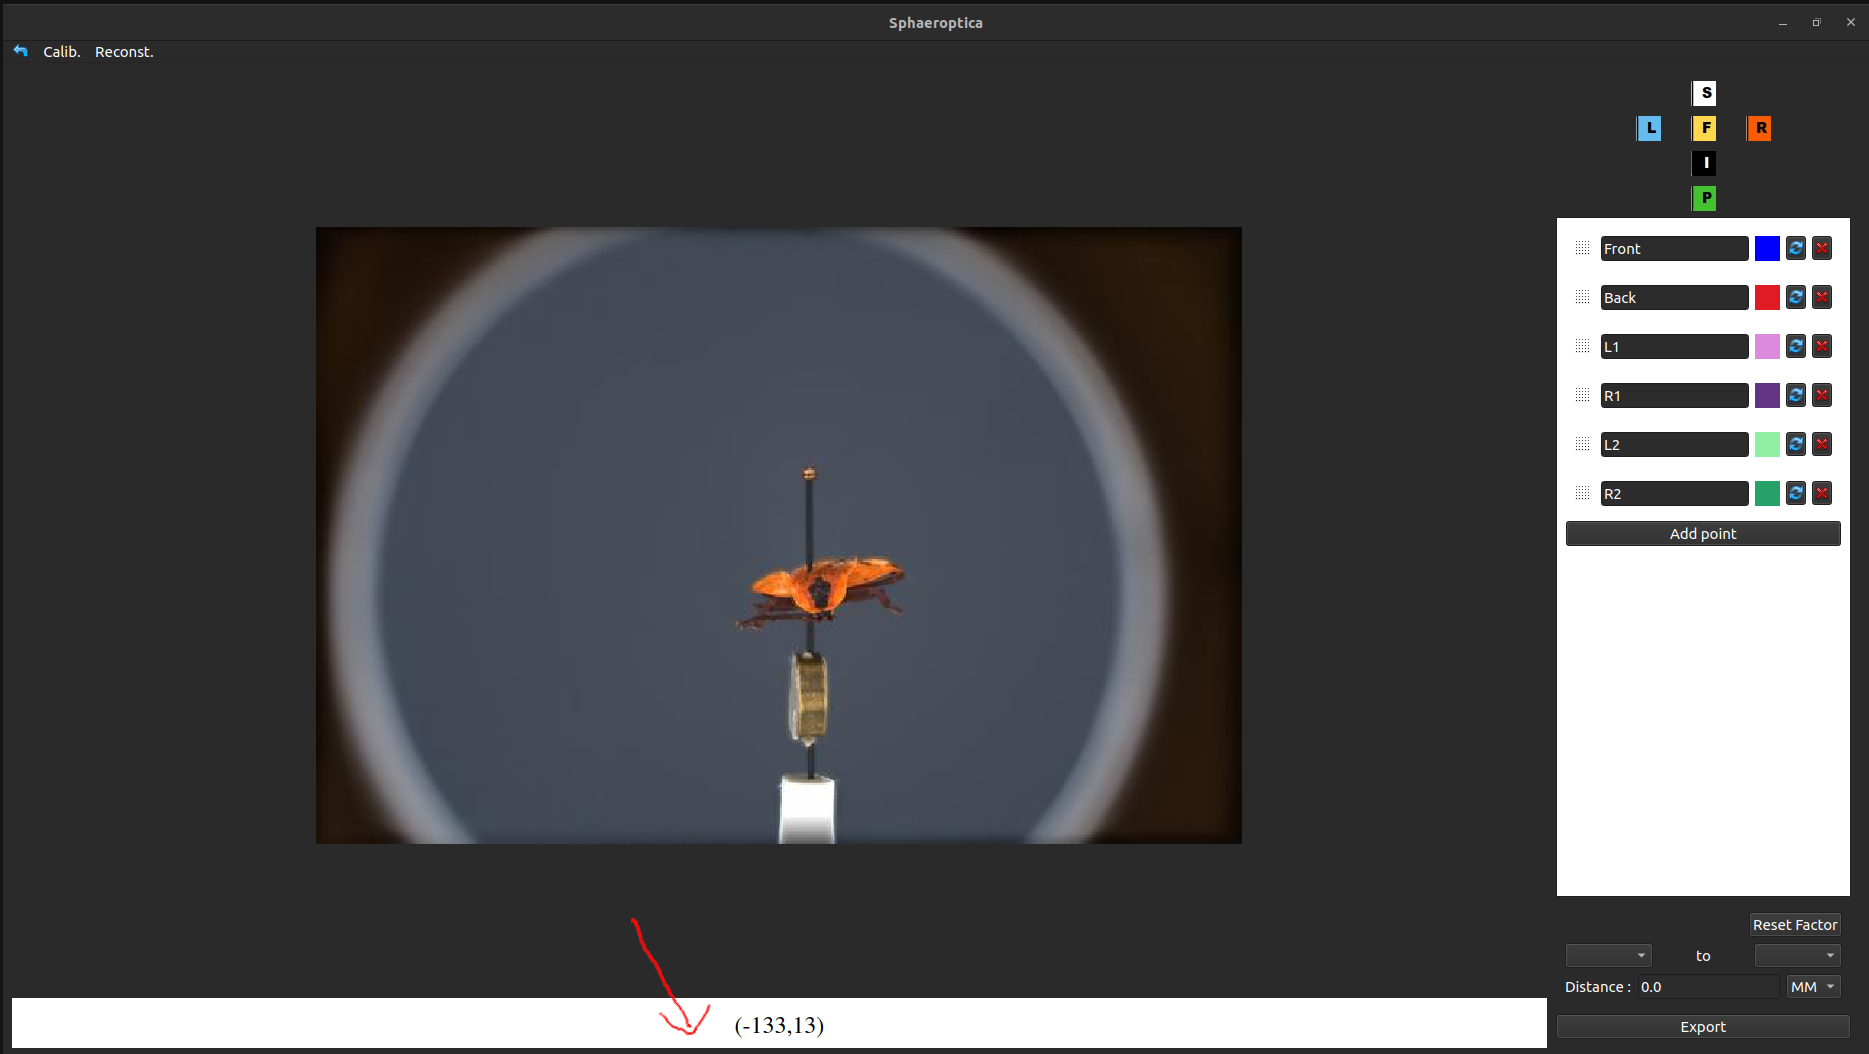 Sphaeroptica
Calib. Reconst.
S
L F R
I
P
Front
Back
L1
R1
L2
R2
Add point
Reset Factor
to
Distance : 0.0 MM
(-133,13)
Export